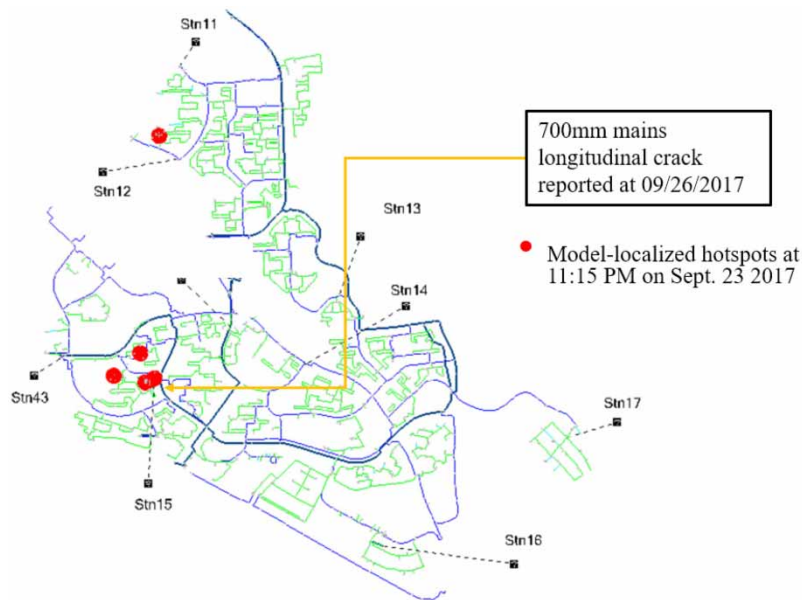 Stn11
700mm mains
longitudinal crack
reported at 09/26/2017
Stn12
Stn13
Model-localized hotspots at
11:15 PM on Sept. 23 2017
Stn14
Stn43
Stn17
Stn15
Stn16